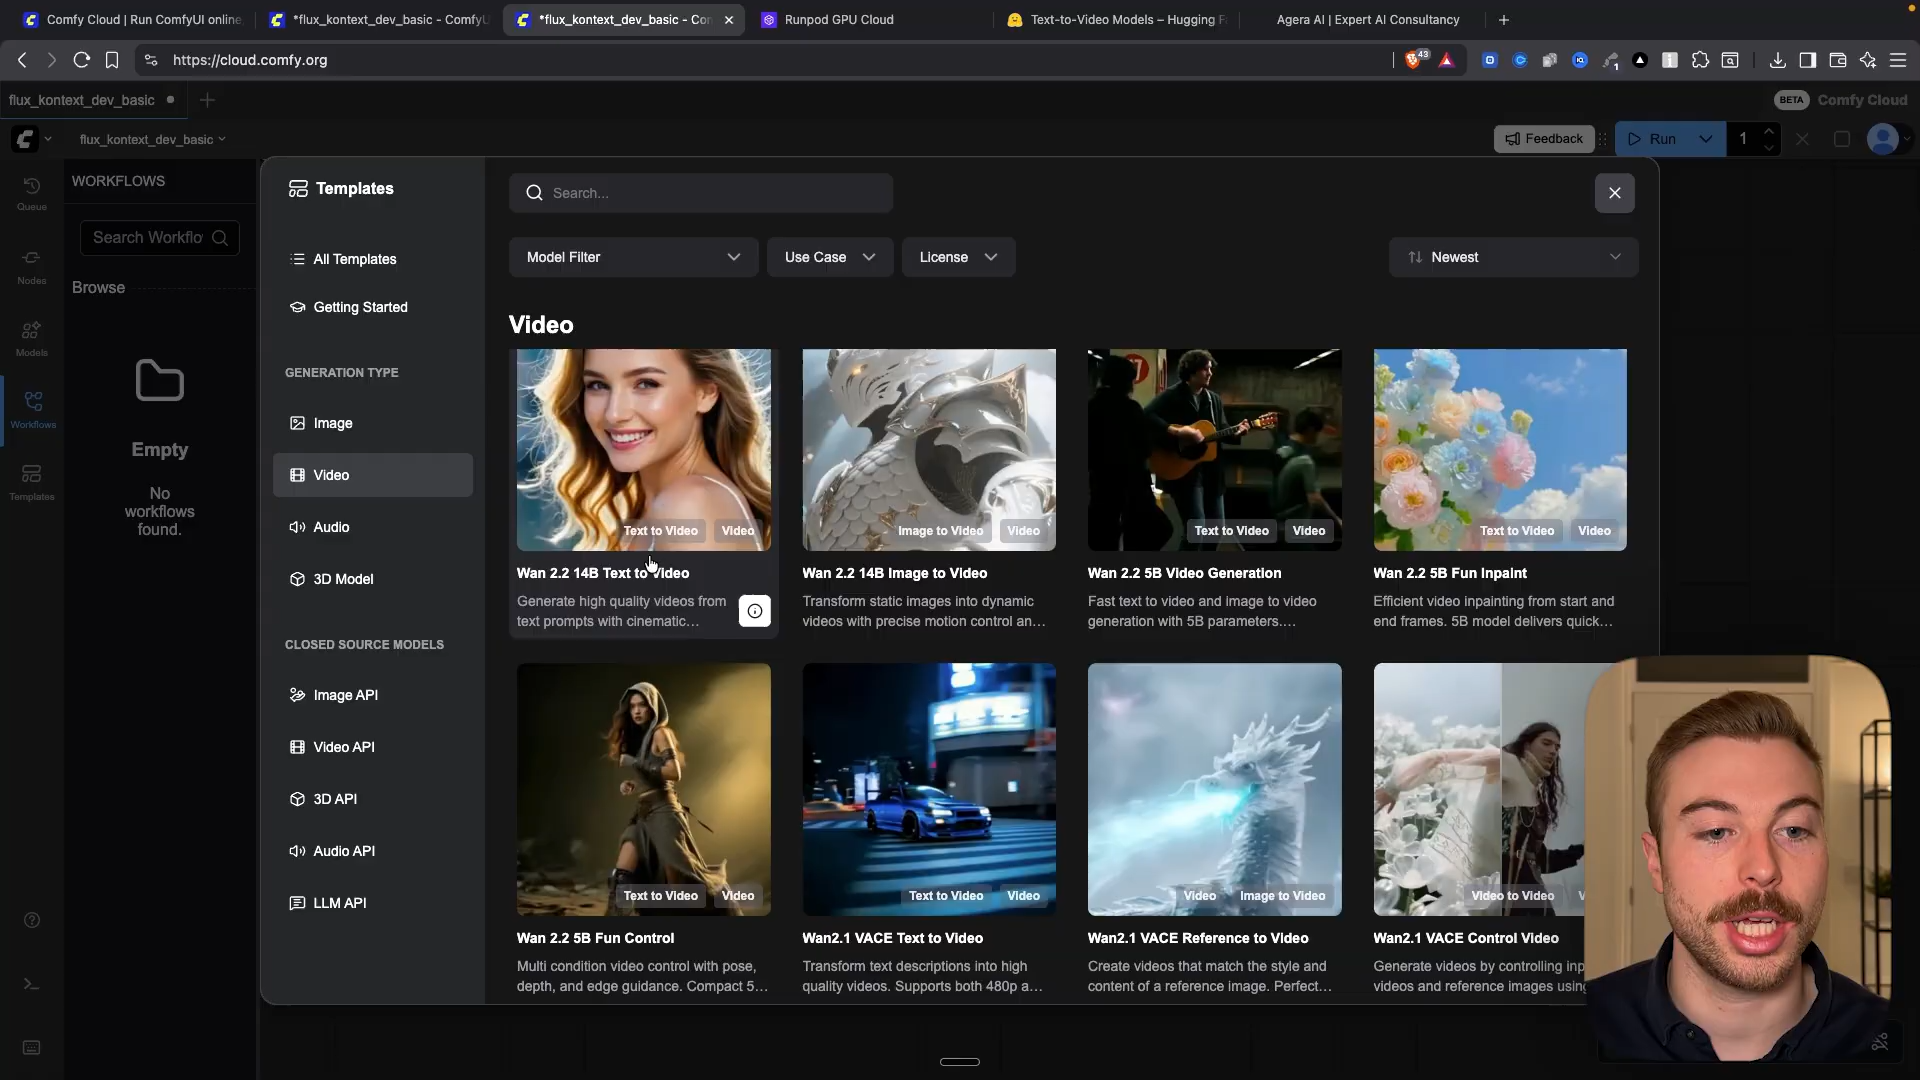 Comfy Cloud | Run ComfyUI online
*flux_kontext_dev_basic - ComfyU
*flux_kontext_dev_basic - Con
Runpod GPU Cloud
Text-to-Video Models – Hugging F
Agera AI | Expert AI Consultancy
https://cloud.comfy.org
43
1
flux_kontext_dev_basic
BETA
Comfy Cloud
flux_kontext_dev_basic
Feedback
Run
1
Queue
Nodes
Models
Workflows
Templates
WORKFLOWS
Search Workflo
Browse
Empty
No
workflows
found.
Templates
All Templates
Getting Started
GENERATION TYPE
Image
Video
Audio
3D Model
CLOSED SOURCE MODELS
Image API
Video API
3D API
Audio API
LLM API
Search...
Model Filter
Use Case
License
Newest
Video
Text to Video
Video
Wan 2.2 14B Text to Video
Generate high quality videos from
text prompts with cinematic...
Image to Video
Video
Wan 2.2 14B Image to Video
Transform static images into dynamic
videos with precise motion control an...
17
Text to Video
Video
Wan 2.2 5B Video Generation
Fast text to video and image to video
generation with 5B parameters....
Text to Video
Video
Wan 2.2 5B Fun Inpaint
Efficient video inpainting from start and
end frames. 5B model delivers quick...
Text to Video
Video
Wan 2.2 5B Fun Control
Multi condition video control with pose,
depth, and edge guidance. Compact 5...
Text to Video
Video
Wan2.1 VACE Text to Video
Transform text descriptions into high
quality videos. Supports both 480p a...
Video
Image to Video
Wan2.1 VACE Reference to Video
Create videos that match the style and
content of a reference image. Perfect...
Video to Video
V
Wan2.1 VACE Control Video
Generate videos by controlling inp
videos and reference images using